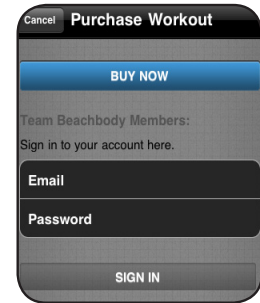 Cancel Purchase Workout
BUY NOW
Team Beachbody Members:
Sign in to your account here.
Email
Password
SIGN IN